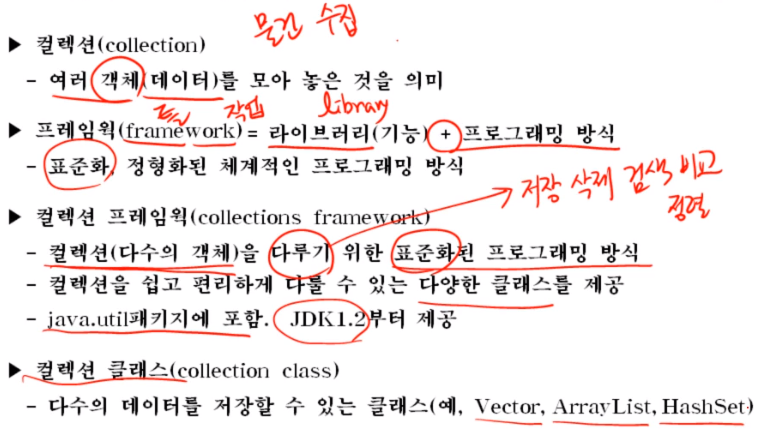 물건 수집
▶ 컬렉션(collection)
- 여러 객체(데이터)를 모아 놓은 것을 의미
틀 작업 library
▶ 프레임웍(framework) = 라이브러리(기능) + 프로그래밍 방식
- 표준화, 정형화된 체계적인 프로그래밍 방식
저장 삭제 검색 비교
정렬
▶ 컬렉션 프레임웍(collections framework)
- 컬렉션(다수의 객체)을 다루기 위한 표준화된 프로그래밍 방식
- 컬렉션을 쉽고 편리하게 다룰 수 있는 다양한 클래스를 제공
- java.util패키지에 포함. JDK1.2부터 제공
▶ 컬렉션 클래스(collection class)
- 다수의 데이터를 저장할 수 있는 클래스(예, Vector, ArrayList, HashSet)